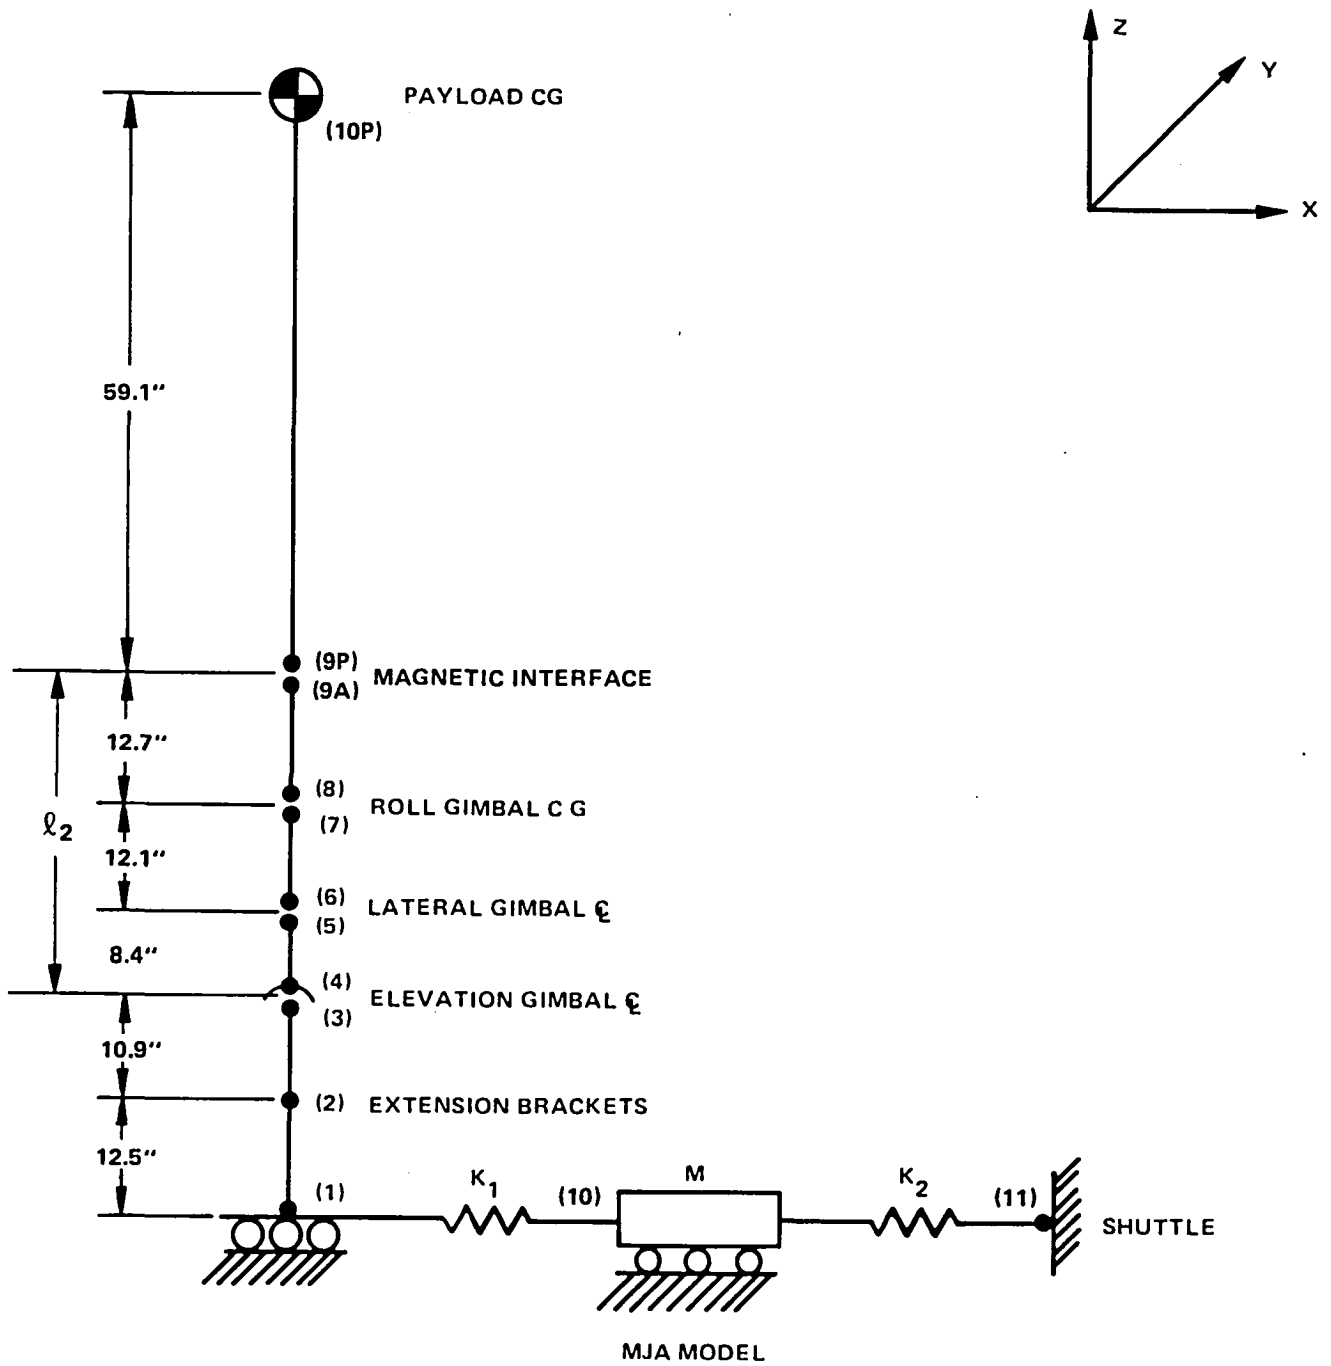 Z
Y
X
PAYLOAD CG
(10P)
59.1"
(9P)
MAGNETIC INTERFACE
(9A)
12.7"
(8)
ROLL GIMBAL C G
(7)
ℓ2
12.1"
(6)
LATERAL GIMBAL ℄
(5)
8.4"
(4)
ELEVATION GIMBAL ℄
(3)
10.9"
(2) EXTENSION BRACKETS
12.5"
(1)
K1
(10)
M
K2
(11)
SHUTTLE
MJA MODEL